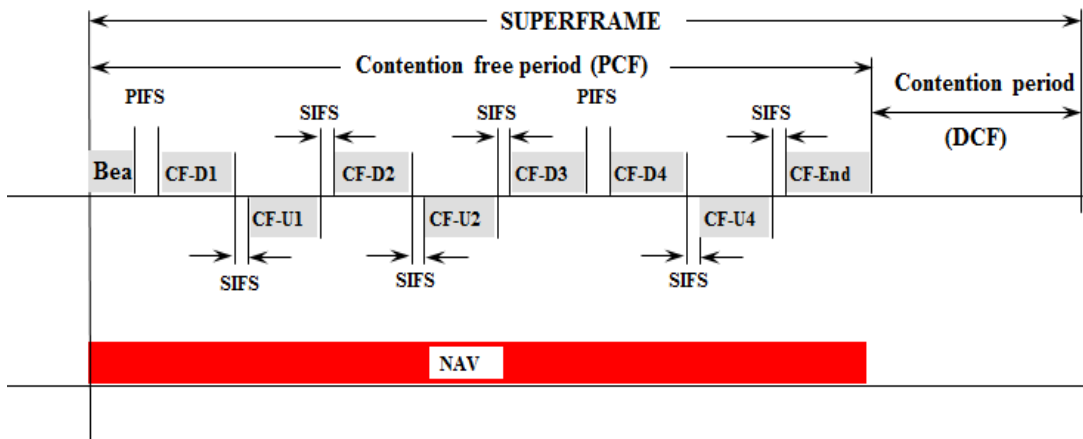 SUPERFRAME
Contention free period (PCF)
Contention period
(DCF)
PIFS
SIFS
SIFS
PIFS
SIFS
Bea
CF-D1
CF-D2
CF-D3
CF-D4
CF-End
CF-U1
CF-U2
CF-U4
SIFS
SIFS
SIFS
NAV